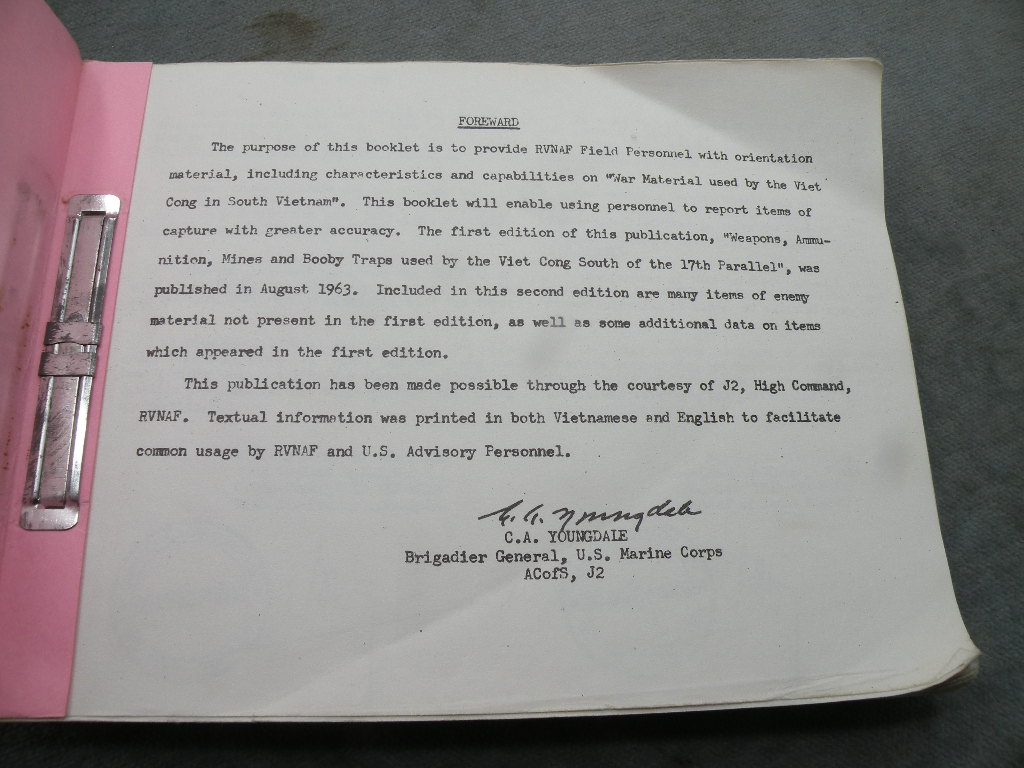 FOREWARD
The purpose of this booklet is to provide RVNAF Field Personnel with orientation
material, including characteristics and capabilities on "War Material used by the Viet
Cong in South Vietnam". This booklet will enable using personnel to report items of
capture with greater accuracy. The first edition of this publication, "Weapons, Ammu-
nition, Mines and Booby Traps used by the Viet Cong South of the 17th Parallel", was
published in August 1963. Included in this second edition are many items of enemy
material not present in the first edition, as well as some additional data on items
which appeared in the first edition.
This publication has been made possible through the courtesy of J2, High Command,
RVNAF. Textual information was printed in both Vietnamese and English to facilitate
common usage by RVNAF and U.S. Advisory Personnel.
C. A. Youngdale
C.A. YOUNGDALE
Brigadier General, U.S. Marine Corps
ACofS, J2